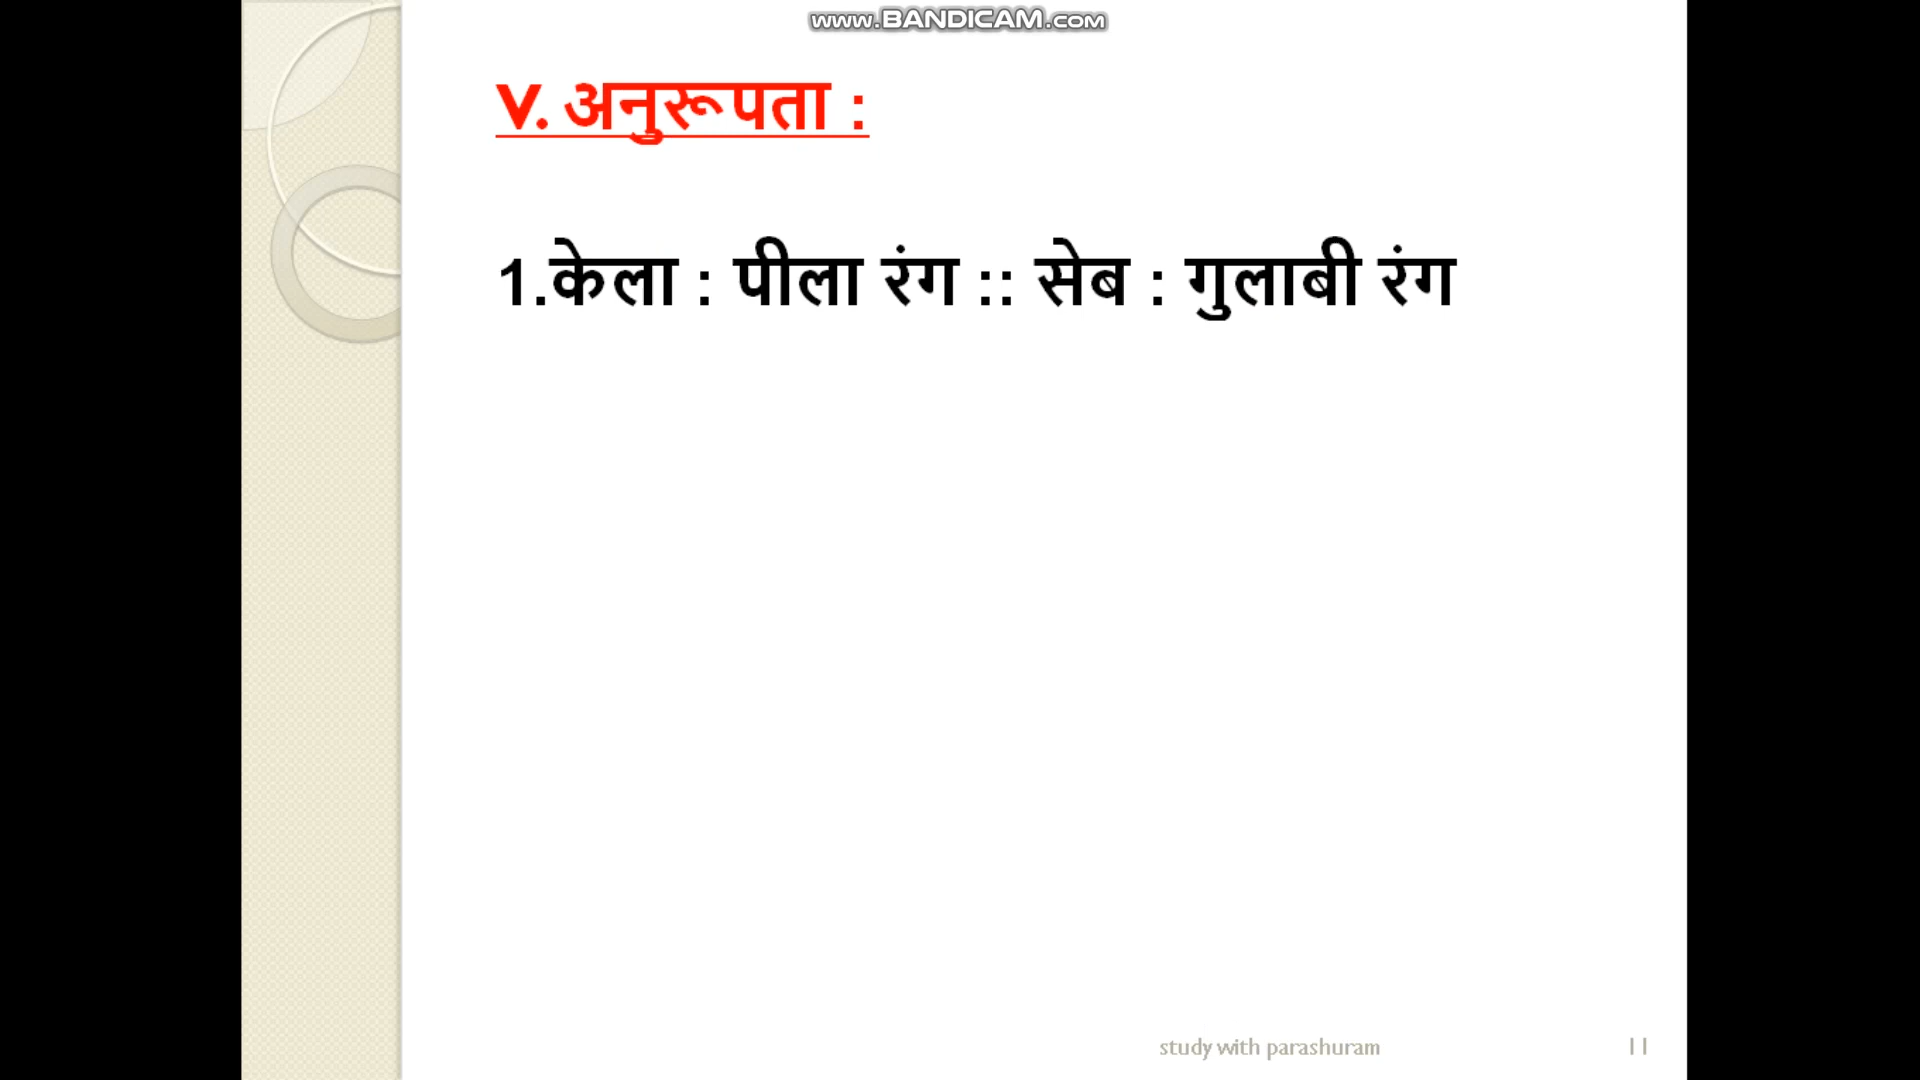 www.BANDICAM.com
V. अनुरूपता :
1.केला : पीला रंग :: सेब : गुलाबी रंग
study with parashuram 11